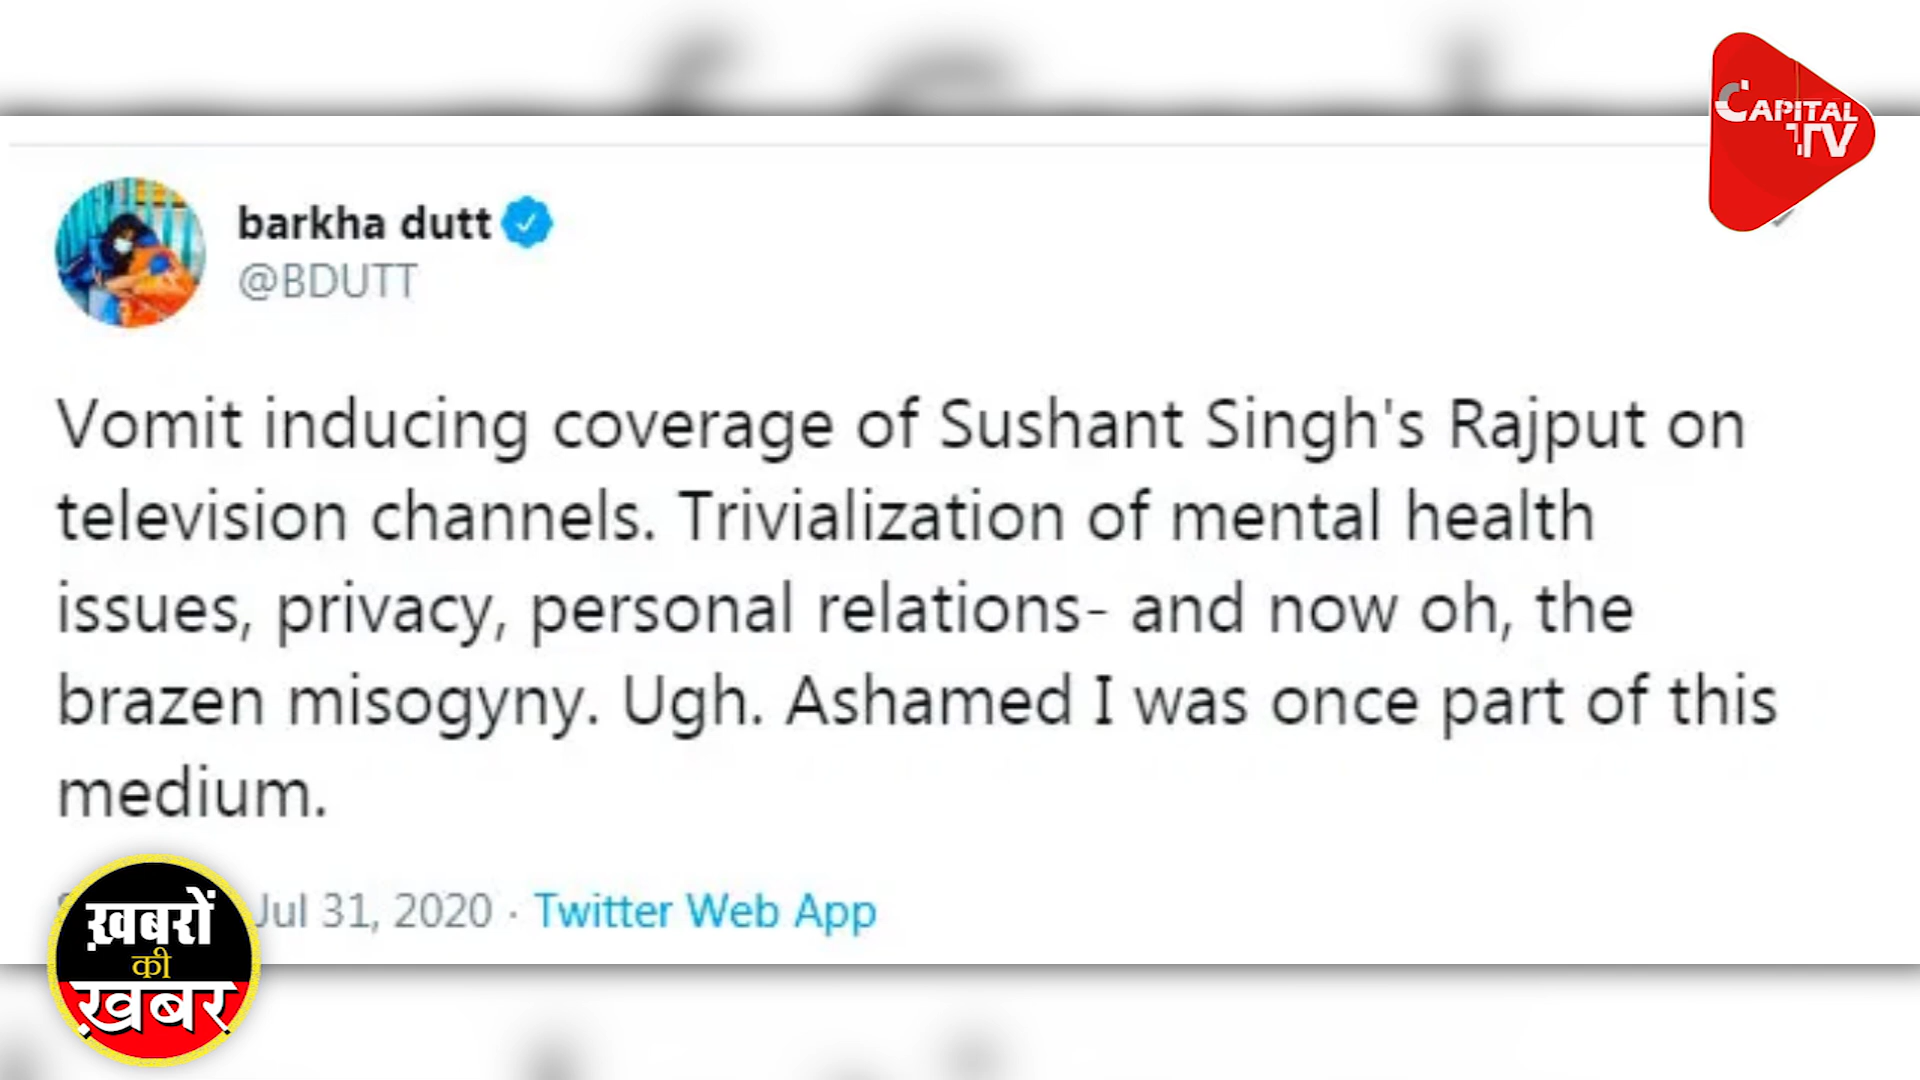 CAPITAL
TV
barkha dutt
@BDUTT
Vomit inducing coverage of Sushant Singh's Rajput on
television channels. Trivialization of mental health
issues, privacy, personal relations- and now oh, the
brazen misogyny. Ugh. Ashamed I was once part of this
medium.
Jul 31, 2020 · Twitter Web App
ख़बरों
की
ख़बर